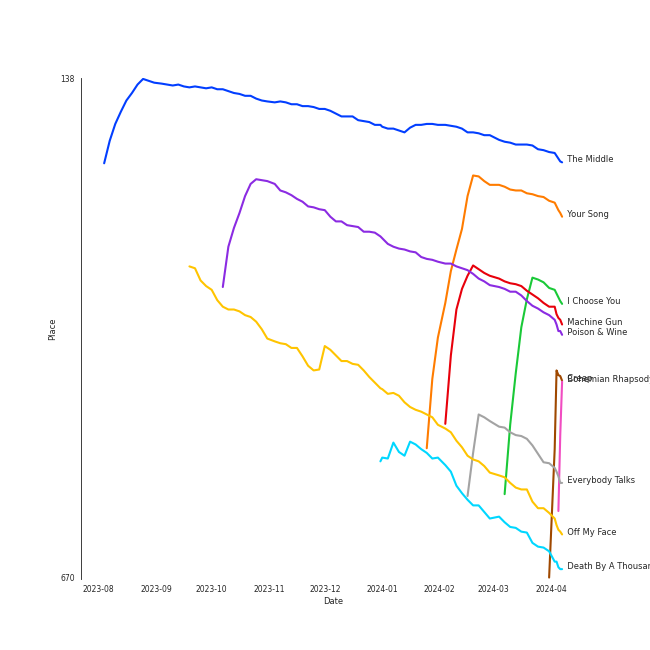 138
The Middle
Your Song
I Choose You
Machine Gun
Poison & Wine
Bohemian Rhapsod
Everybody Talks
Off My Face
Death By A Thousan
670
Place
2023-08 2023-09 2023-10 2023-11 2023-12 2024-01 2024-02 2024-03 2024-04
Date